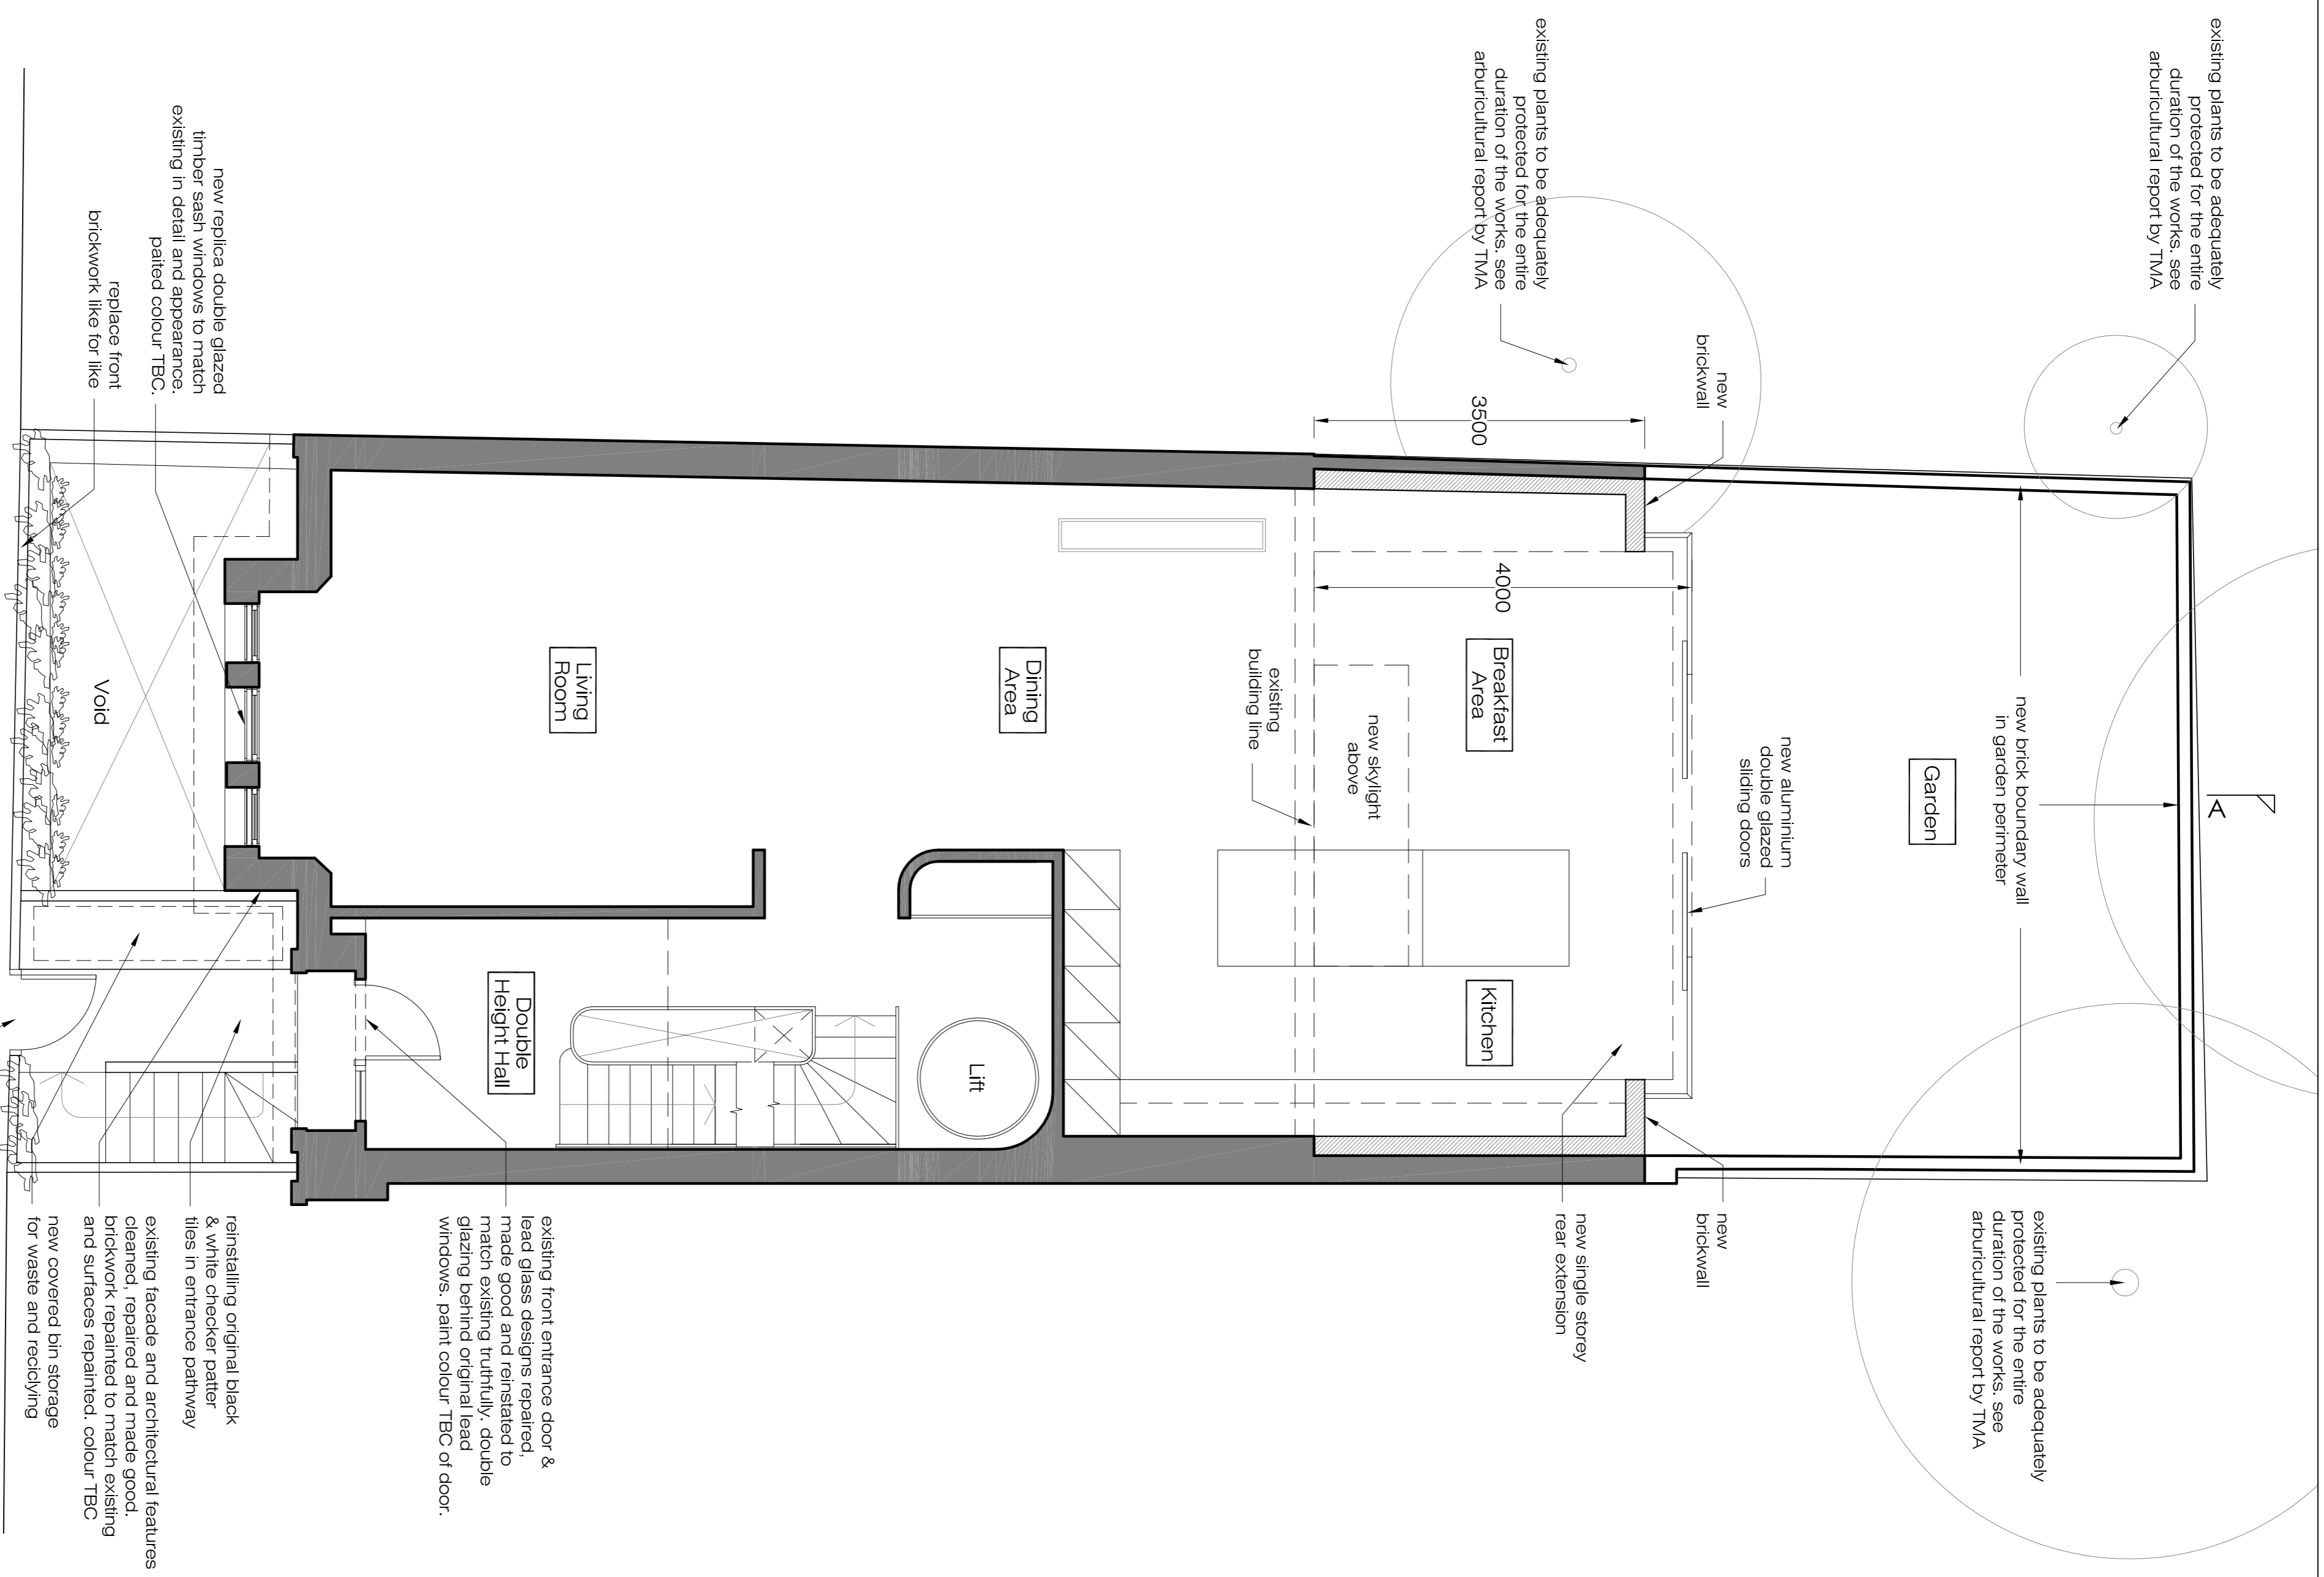 existing plants to be adequately
protected for the entire
duration of the works. see
arburicultural report by TMA
existing plants to be adequately
protected for the entire
duration of the works. see
arburicultural report by TMA
A
Garden
new brick boundary wall
in garden perimeter
existing plants to be adequately
protected for the entire
duration of the works. see
arburicultural report by TMA
new
brickwall
new aluminium
double glazed
sliding doors
new
brickwall
3500
4000
Breakfast
Area
Kitchen
new single storey
rear extension
new skylight
above
existing
building line
Dining
Area
Lift
Living
Room
Double
Height Hall
existing front entrance door &
lead glass designs repaired,
made good and reinstated to
match existing truthfully. double
glazing behind original lead
windows. paint colour TBC of door.
new replica double glazed
timber sash windows to match
existing in detail and appearance.
paited colour TBC.
replace front
brickwork like for like
Void
reinstalling original black
& white checker patter
tiles in entrance pathway
existing facade and architectural features
cleaned, repaired and made good.
brickwork repainted to match existing
and surfaces repainted. colour TBC
new covered bin storage
for waste and reciclying